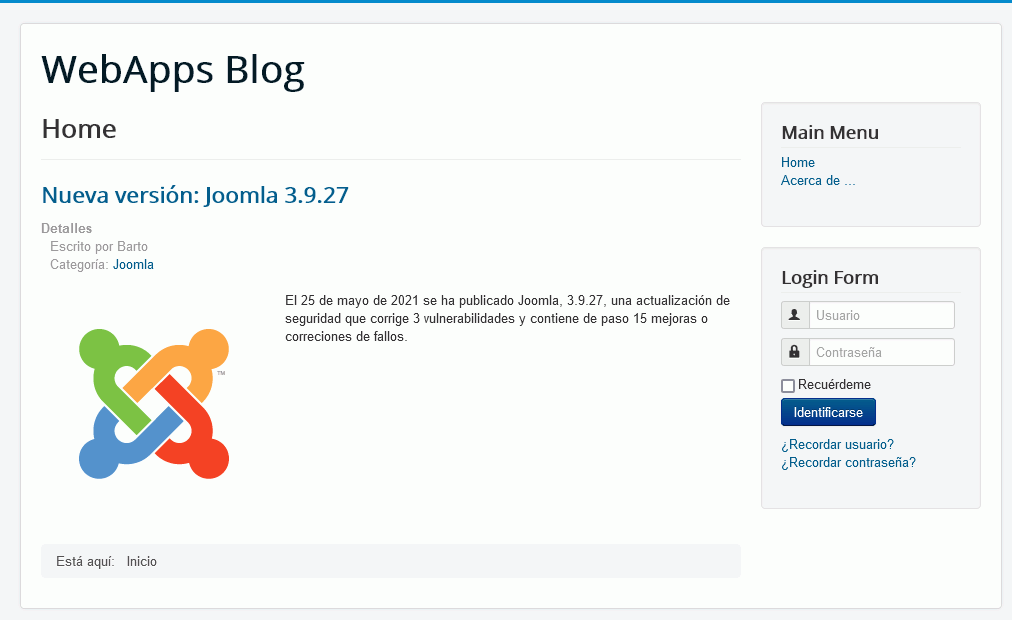 WebApps Blog
Home
Nueva versión: Joomla 3.9.27
Detalles
Escrito por Barto
Categoría: Joomla
El 25 de mayo de 2021 se ha publicado Joomla, 3.9.27, una actualización de
seguridad que corrige 3 vulnerabilidades y contiene de paso 15 mejoras o
correciones de fallos.
TM
Está aquí: Inicio
Main Menu
Home
Acerca de ...
Login Form
Usuario
Contraseña
Recuérdeme
Identificarse
¿Recordar usuario?
¿Recordar contraseña?